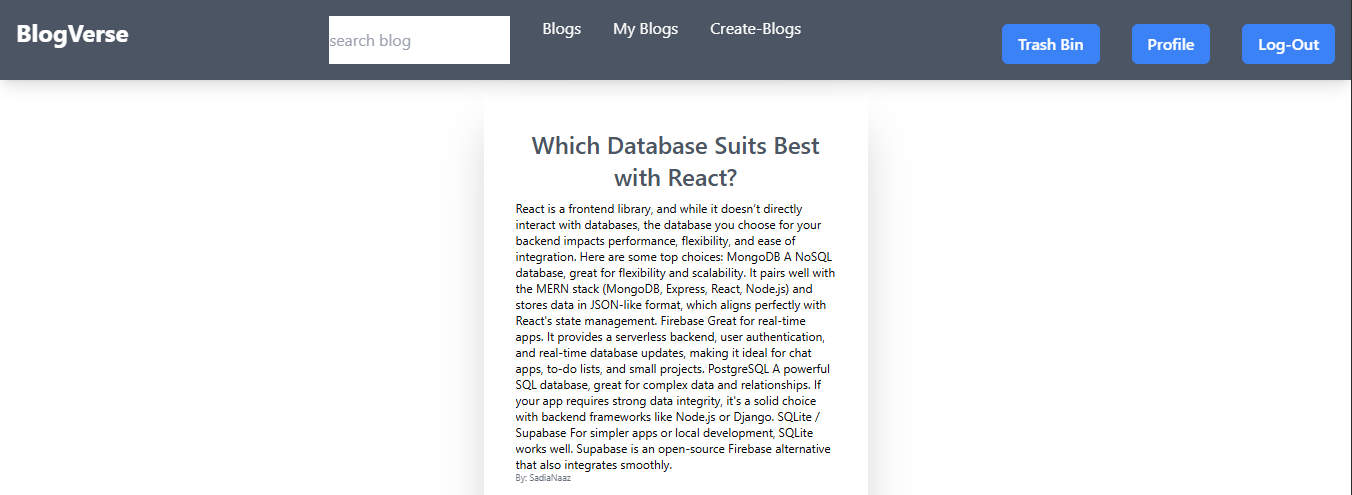 BlogVerse
search blog
Blogs
My Blogs
Create-Blogs
Trash Bin
Profile
Log-Out
Which Database Suits Best
with React?
React is a frontend library, and while it doesn't directly
interact with databases, the database you choose for your
backend impacts performance, flexibility, and ease of
integration. Here are some top choices: MongoDB A NoSQL
database, great for flexibility and scalability. It pairs well with
the MERN stack (MongoDB, Express, React, Node.js) and
stores data in JSON-like format, which aligns perfectly with
React's state management. Firebase Great for real-time
apps. It provides a serverless backend, user authentication,
and real-time database updates, making it ideal for chat
apps, to-do lists, and small projects. PostgreSQL A powerful
SQL database, great for complex data and relationships. If
your app requires strong data integrity, it's a solid choice
with backend frameworks like Node.js or Django. SQLite /
Supabase For simpler apps or local development, SQLite
works well. Supabase is an open-source Firebase alternative
that also integrates smoothly.
By: SadiaNaaz